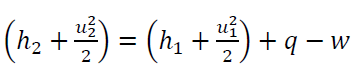 (h₂ + u₂²/2) = (h₁ + u₁²/2) + q − w